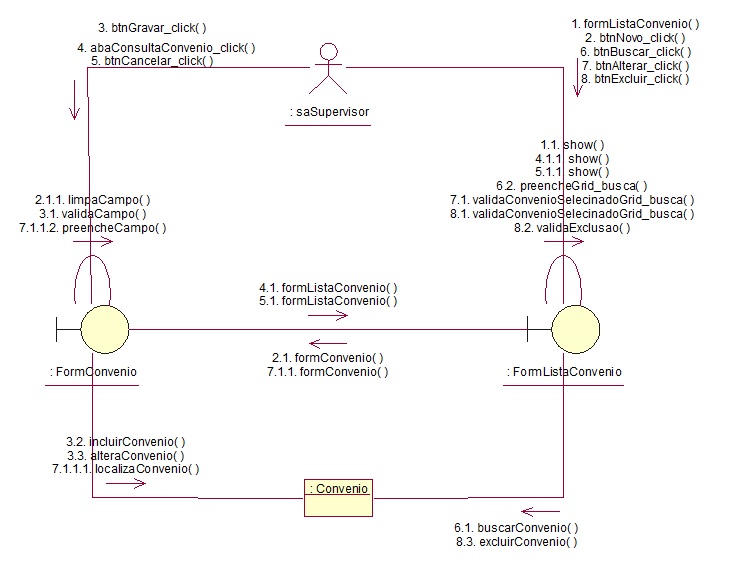 3. btnGravar_click( )
4. abaConsultaConvenio_click( )
5. btnCancelar_click( )
1. formListaConvenio( )
2. btnNovo_click( )
6. btnBuscar_click( )
7. btnAlterar_click( )
8. btnExcluir_click( )
: saSupervisor
1.1. show( )
4.1.1. show( )
5.1.1. show( )
6.2. preencheGrid_busca( )
7.1. validaConvenioSelecinadoGrid_busca( )
8.1. validaConvenioSelecinadoGrid_busca( )
8.2. validaExclusao( )
2.1.1. limpaCampo( )
3.1. validaCampo( )
7.1.1.2. preencheCampo( )
4.1. formListaConvenio( )
5.1. formListaConvenio( )
2.1. formConvenio( )
7.1.1. formConvenio( )
: FormConvenio
: FormListaConvenio
3.2. incluirConvenio( )
3.3. alteraConvenio( )
7.1.1.1. localizaConvenio( )
: Convenio
6.1. buscarConvenio( )
8.3. excluirConvenio( )